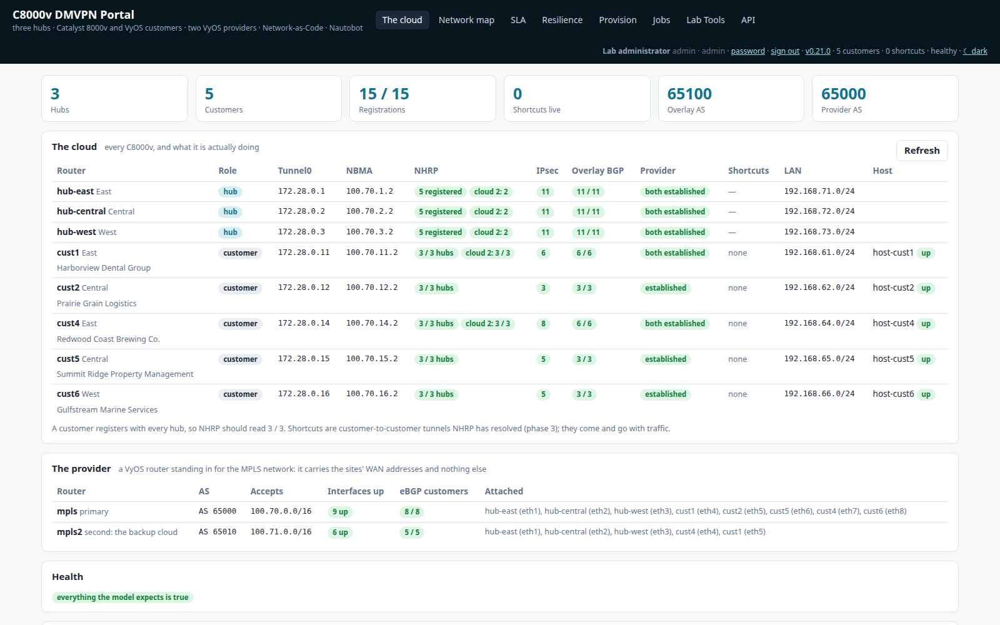 C8000v DMVPN Portal
three hubs · Catalyst 8000v and VyOS customers · two VyOS providers · Network-as-Code · Nautobot
The cloud Network map SLA Resilience Provision Jobs Lab Tools API
Lab administrator admin · admin · password · sign out · v0.21.0 · 5 customers · 0 shortcuts · healthy · ☾ dark
3 5 15 / 15 0 65100 65000
Hubs Customers Registrations Shortcuts live Overlay AS Provider AS
The cloud every C8000v, and what it is actually doing Refresh
Router Role Tunnel0 NBMA NHRP IPsec Overlay BGP Provider Shortcuts LAN Host
hub-east East hub 172.28.0.1 100.70.1.2 5 registered cloud 2: 2 11 11 / 11 both established — 192.168.71.0/24
hub-central Central hub 172.28.0.2 100.70.2.2 5 registered cloud 2: 2 11 11 / 11 both established — 192.168.72.0/24
hub-west West hub 172.28.0.3 100.70.3.2 5 registered cloud 2: 2 11 11 / 11 both established — 192.168.73.0/24
cust1 East customer 172.28.0.11 100.70.11.2 3 / 3 hubs cloud 2: 3 / 3 6 6 / 6 both established none 192.168.61.0/24 host-cust1 up
Harborview Dental Group
cust2 Central customer 172.28.0.12 100.70.12.2 3 / 3 hubs 3 3 / 3 established none 192.168.62.0/24 host-cust2 up
Prairie Grain Logistics
cust4 East customer 172.28.0.14 100.70.14.2 3 / 3 hubs cloud 2: 3 / 3 8 6 / 6 both established none 192.168.64.0/24 host-cust4 up
Redwood Coast Brewing Co.
cust5 Central customer 172.28.0.15 100.70.15.2 3 / 3 hubs 5 3 / 3 established none 192.168.65.0/24 host-cust5 up
Summit Ridge Property Management
cust6 West customer 172.28.0.16 100.70.16.2 3 / 3 hubs 5 3 / 3 established none 192.168.66.0/24 host-cust6 up
Gulfstream Marine Services
A customer registers with every hub, so NHRP should read 3 / 3. Shortcuts are customer-to-customer tunnels NHRP has resolved (phase 3); they come and go with traffic.
The provider a VyOS router standing in for the MPLS network: it carries the sites' WAN addresses and nothing else
Router AS Accepts Interfaces up eBGP customers Attached
mpls primary AS 65000 100.70.0.0/16 9 up 8 / 8 hub-east (eth1), hub-central (eth2), hub-west (eth3), cust1 (eth4), cust2 (eth5), cust5 (eth6), cust4 (eth7), cust6 (eth8)
mpls2 second: the backup cloud AS 65010 100.71.0.0/16 6 up 5 / 5 hub-east (eth1), hub-central (eth2), hub-west (eth3), cust4 (eth4), cust1 (eth5)
Health
everything the model expects is true